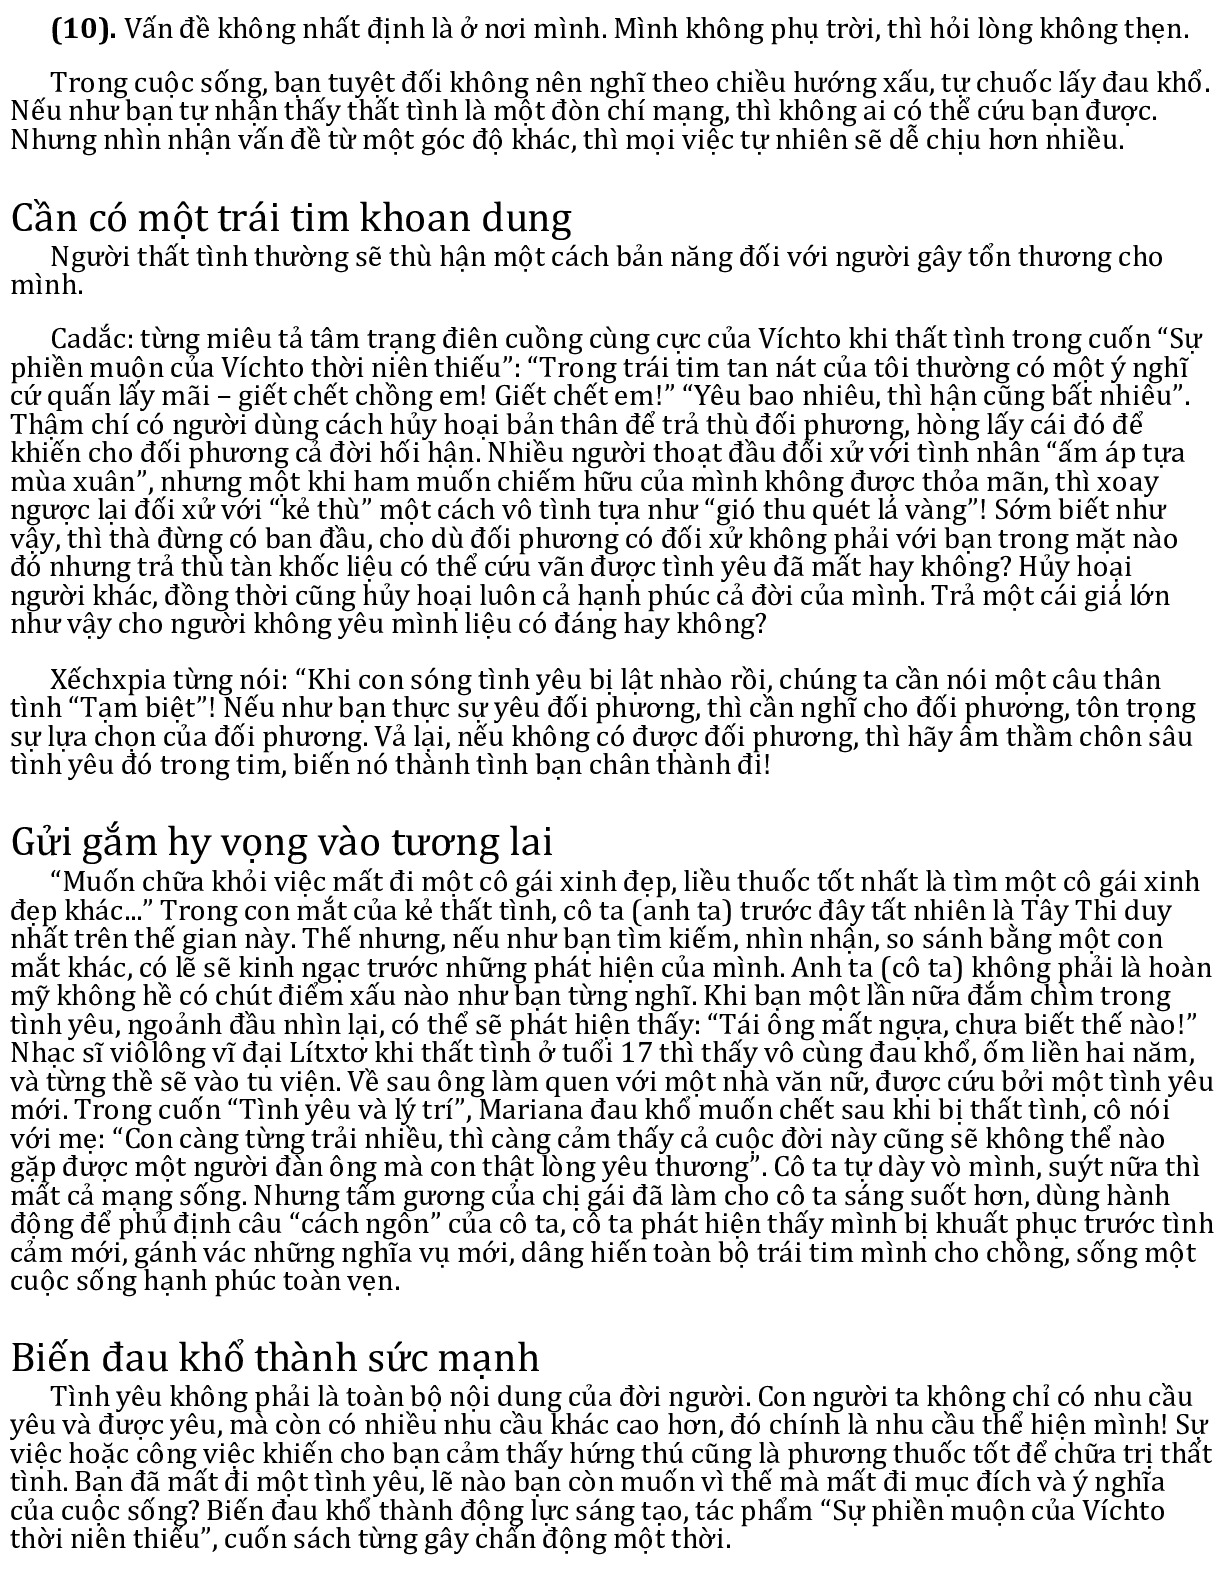 (10). Vấn đề không nhất định là ở nơi mình. Mình không phụ trời, thì hỏi lòng không thẹn.
Trong cuộc sống, bạn tuyệt đối không nên nghĩ theo chiều hướng xấu, tự chuốc lấy đau khổ.
Nếu như bạn tự nhận thấy thất tình là một đòn chí mạng, thì không ai có thể cứu bạn được.
Nhưng nhìn nhận vấn đề từ một góc độ khác, thì mọi việc tự nhiên sẽ dễ chịu hơn nhiều.
Cần có một trái tim khoan dung
Người thất tình thường sẽ thù hận một cách bản năng đối với người gây tổn thương cho
mình.
Cadắc: từng miêu tả tâm trạng điên cuồng cùng cực của Víchto khi thất tình trong cuốn “Sự
phiền muộn của Víchto thời niên thiếu”: “Trong trái tim tan nát của tôi thường có một ý nghĩ
cứ quấn lấy mãi – giết chết chồng em! Giết chết em!” “Yêu bao nhiêu, thì hận cũng bất nhiêu”.
Thậm chí có người dùng cách hủy hoại bản thân để trả thù đối phương, hòng lấy cái đó để
khiến cho đối phương cả đời hối hận. Nhiều người thoạt đầu đối xử với tình nhân “ấm áp tựa
mùa xuân”, nhưng một khi ham muốn chiếm hữu của mình không được thỏa mãn, thì xoay
ngược lại đối xử với “kẻ thù” một cách vô tình tựa như “gió thu quét lá vàng”! Sớm biết như
vậy, thì thà đừng có ban đầu, cho dù đối phương có đối xử không phải với bạn trong mặt nào
đó nhưng trả thù tàn khốc liệu có thể cứu vãn được tình yêu đã mất hay không? Hủy hoại
người khác, đồng thời cũng hủy hoại luôn cả hạnh phúc cả đời của mình. Trả một cái giá lớn
như vậy cho người không yêu mình liệu có đáng hay không?
Xếchxpia từng nói: “Khi con sóng tình yêu bị lật nhào rồi, chúng ta cần nói một câu thân
tình “Tạm biệt”! Nếu như bạn thực sự yêu đối phương, thì cần nghĩ cho đối phương, tôn trọng
sự lựa chọn của đối phương. Vả lại, nếu không có được đối phương, thì hãy âm thầm chôn sâu
tình yêu đó trong tim, biến nó thành tình bạn chân thành đi!
Gửi gắm hy vọng vào tương lai
“Muốn chữa khỏi việc mất đi một cô gái xinh đẹp, liều thuốc tốt nhất là tìm một cô gái xinh
đẹp khác...” Trong con mắt của kẻ thất tình, cô ta (anh ta) trước đây tất nhiên là Tây Thi duy
nhất trên thế gian này. Thế nhưng, nếu như bạn tìm kiếm, nhìn nhận, so sánh bằng một con
mắt khác, có lẽ sẽ kinh ngạc trước những phát hiện của mình. Anh ta (cô ta) không phải là hoàn
mỹ không hề có chút điểm xấu nào như bạn từng nghĩ. Khi bạn một lần nữa đắm chìm trong
tình yêu, ngoảnh đầu nhìn lại, có thể sẽ phát hiện thấy: “Tái ông mất ngựa, chưa biết thế nào!”
Nhạc sĩ viôlông vĩ đại Lítxtơ khi thất tình ở tuổi 17 thì thấy vô cùng đau khổ, ốm liền hai năm,
và từng thề sẽ vào tu viện. Về sau ông làm quen với một nhà văn nữ, được cứu bởi một tình yêu
mới. Trong cuốn “Tình yêu và lý trí”, Mariana đau khổ muốn chết sau khi bị thất tình, cô nói
với mẹ: “Con càng từng trải nhiều, thì càng cảm thấy cả cuộc đời này cũng sẽ không thể nào
gặp được một người đàn ông mà con thật lòng yêu thương”. Cô ta tự dày vò mình, suýt nữa thì
mất cả mạng sống. Nhưng tấm gương của chị gái đã làm cho cô ta sáng suốt hơn, dùng hành
động để phủ định câu “cách ngôn” của cô ta, cô ta phát hiện thấy mình bị khuất phục trước tình
cảm mới, gánh vác những nghĩa vụ mới, dâng hiến toàn bộ trái tim mình cho chồng, sống một
cuộc sống hạnh phúc toàn vẹn.
Biến đau khổ thành sức mạnh
Tình yêu không phải là toàn bộ nội dung của đời người. Con người ta không chỉ có nhu cầu
yêu và được yêu, mà còn có nhiều nhu cầu khác cao hơn, đó chính là nhu cầu thể hiện mình! Sự
việc hoặc công việc khiến cho bạn cảm thấy hứng thú cũng là phương thuốc tốt để chữa trị thất
tình. Bạn đã mất đi một tình yêu, lẽ nào bạn còn muốn vì thế mà mất đi mục đích và ý nghĩa
của cuộc sống? Biến đau khổ thành động lực sáng tạo, tác phẩm “Sự phiền muộn của Víchto
thời niên thiếu”, cuốn sách từng gây chấn động một thời.